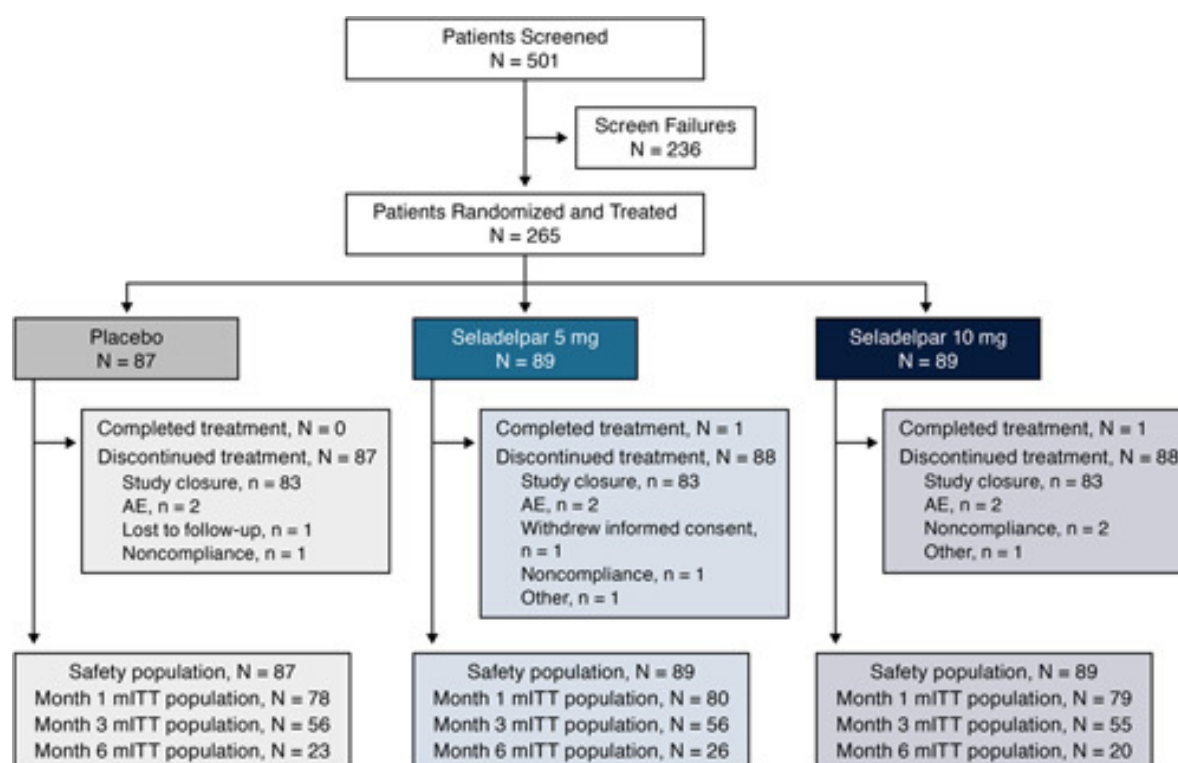 Patients Screened
N = 501
Screen Failures
N = 236
Patients Randomized and Treated
N = 265
Placebo
N = 87
Seladelpar 5 mg
N = 89
Seladelpar 10 mg
N = 89
Completed treatment, N = 0
Discontinued treatment, N = 87
Study closure, n = 83
AE, n = 2
Lost to follow-up, n = 1
Noncompliance, n = 1
Completed treatment, N = 1
Discontinued treatment, N = 88
Study closure, n = 83
AE, n = 2
Withdrew informed consent,
n = 1
Noncompliance, n = 1
Other, n = 1
Completed treatment, N = 1
Discontinued treatment, N = 88
Study closure, n = 83
AE, n = 2
Noncompliance, n = 2
Other, n = 1
Safety population, N = 87
Month 1 mITT population, N = 78
Month 3 mITT population, N = 56
Month 6 mITT population, N = 23
Safety population, N = 89
Month 1 mITT population, N = 80
Month 3 mITT population, N = 56
Month 6 mITT population, N = 26
Safety population, N = 89
Month 1 mITT population, N = 79
Month 3 mITT population, N = 55
Month 6 mITT population, N = 20